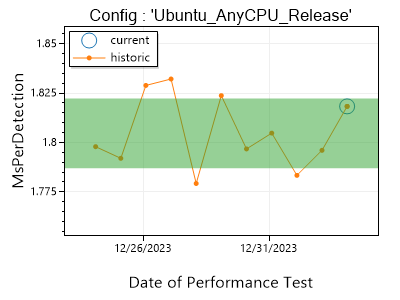 Config : 'Ubuntu_AnyCPU_Release'
current
historic
1.85
1.825
1.8
1.775
MsPerDetection
12/26/2023
12/31/2023
Date of Performance Test